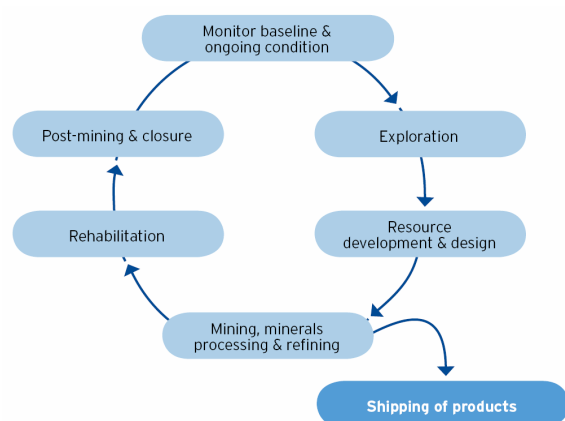 Monitor baseline &
ongoing condition
Post-mining & closure
Exploration
Rehabilitation
Resource
development & design
Mining, minerals
processing & refining
Shipping of products